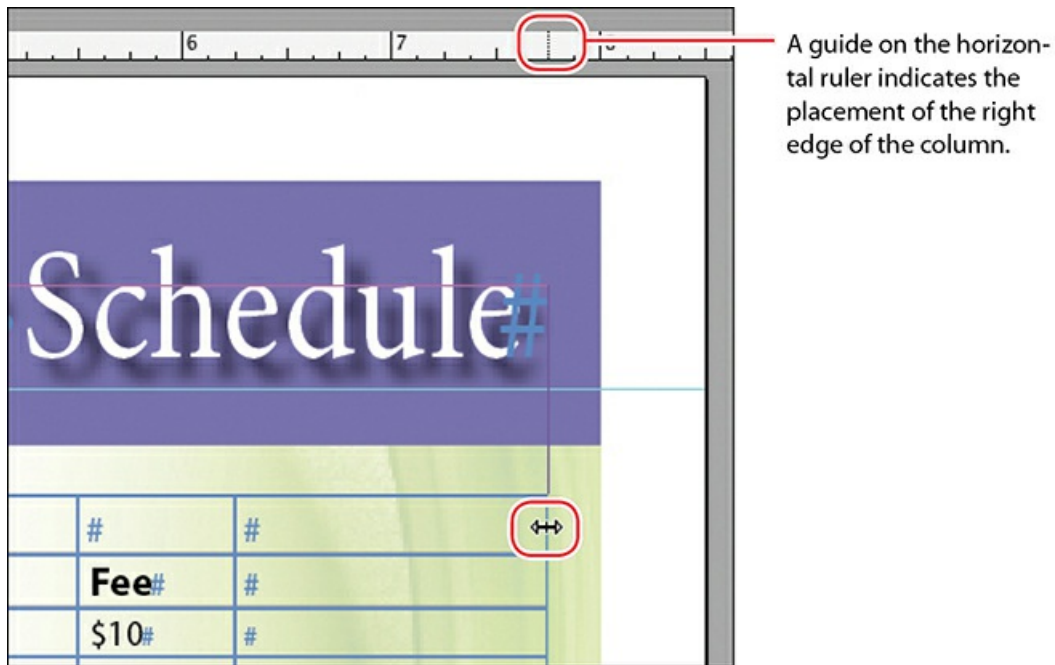 6 7 8
A guide on the horizon-
tal ruler indicates the
placement of the right
edge of the column.
Schedule#
# #
Fee# #
$10# #